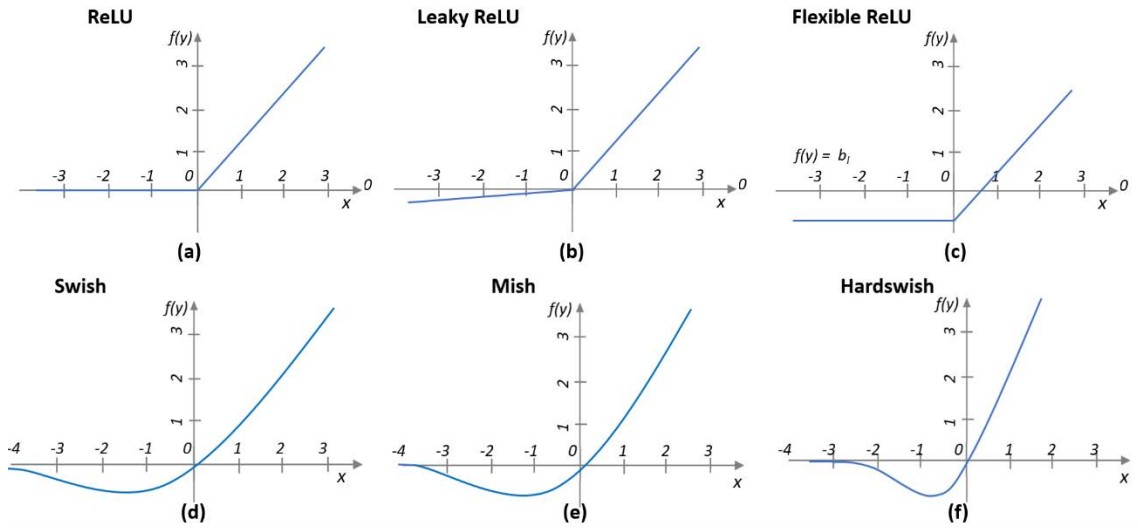 ReLU
f(y)
3
2
1
-3 -2 -1 0 1 2 3 0
x
(a)
Leaky ReLU
f(y)
3
2
1
-3 -2 -1 0 1 2 3 0
x
(b)
Flexible ReLU
f(y)
3
2
1
f(y) = bl
-3 -2 -1 0 1 2 3 0
x
(c)
Swish
f(y)
3
2
1
-4 -3 -2 -1 0 1 2 3
x
(d)
Mish
f(y)
3
2
1
-4 -3 -2 -1 0 1 2 3
x
(e)
Hardswish
f(y)
3
2
1
-4 -3 -2 -1 0 1 2 3
x
(f)